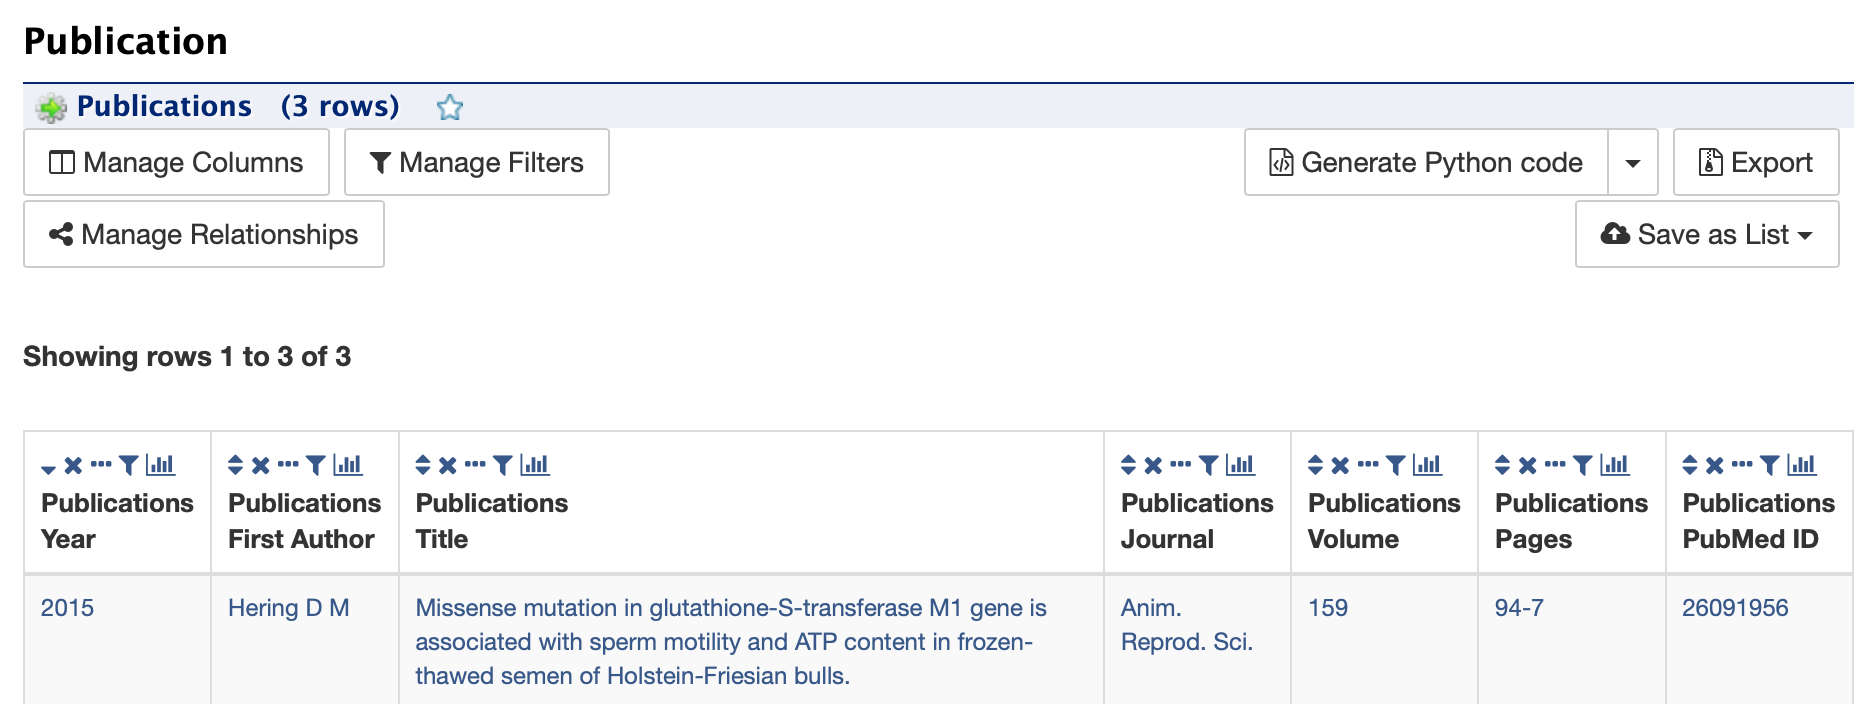 Publication
Publications (3 rows)
Manage Columns
Manage Filters
Generate Python code
Export
Manage Relationships
Save as List
Showing rows 1 to 3 of 3
Publications Year
Publications First Author
Publications Title
Publications Journal
Publications Volume
Publications Pages
Publications PubMed ID
2015
Hering D M
Missense mutation in glutathione-S-transferase M1 gene is
associated with sperm motility and ATP content in frozen-
thawed semen of Holstein-Friesian bulls.
Anim.
Reprod. Sci.
159
94-7
26091956